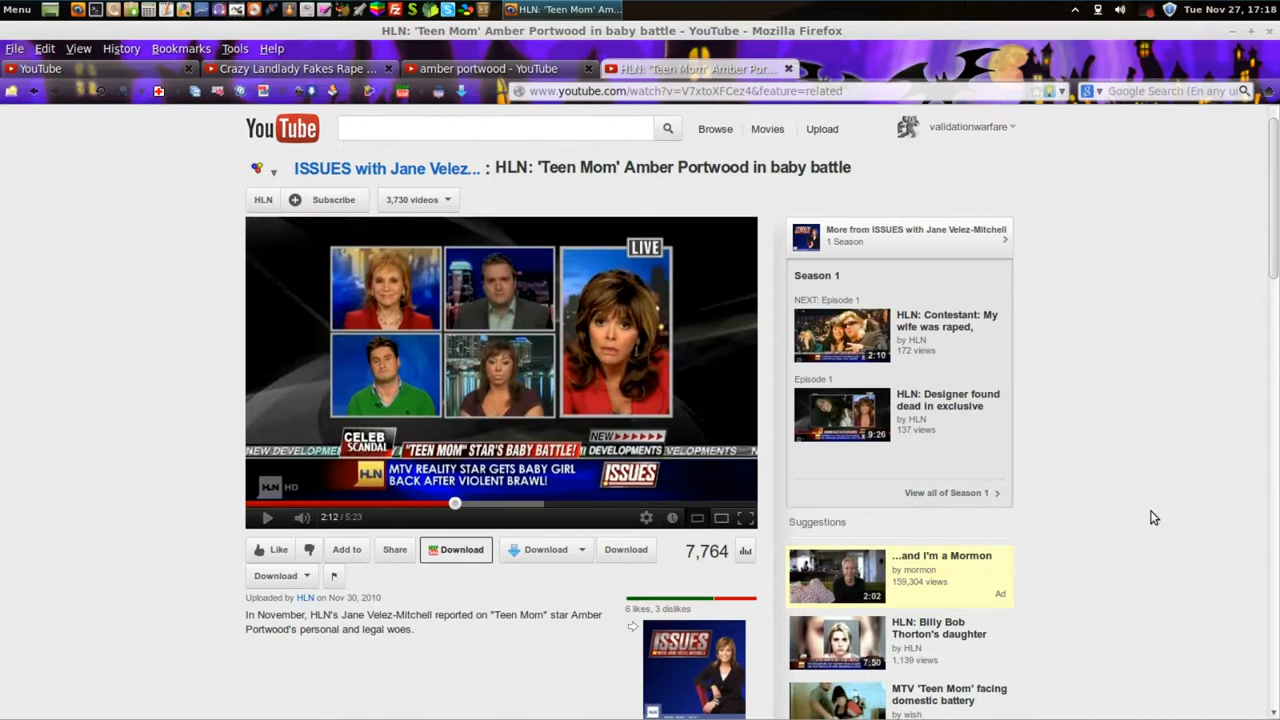 Menu
HLN: 'Teen Mom' Am...
Tue Nov 27, 17:18
HLN: 'Teen Mom' Amber Portwood in baby battle - YouTube - Mozilla Firefox
File Edit View History Bookmarks Tools Help
YouTube
Crazy Landlady Fakes Rape ...
amber portwood - YouTube
HLN: 'Teen Mom' Amber Por...
www.youtube.com/watch?v=V7xtoXFCez4&feature=related
Google Search (En any ur
YouTube
Browse Movies Upload
validationwarfare
ISSUES with Jane Velez... : HLN: 'Teen Mom' Amber Portwood in baby battle
HLN Subscribe 3,730 videos
LIVE
CELEB SCANDAL
"TEEN MOM" STAR'S BABY BATTLE!
NEW
NEW DEVELOPME
DEVELOPMENTS
VELOPMENTS
HLN
MTV REALITY STAR GETS BABY GIRL
BACK AFTER VIOLENT BRAWL!
ISSUES
HLN HD
2:12 / 5:23
Like Add to Share Download Download Download 7,764
Download
Uploaded by HLN on Nov 30, 2010
In November, HLN's Jane Velez-Mitchell reported on "Teen Mom" star Amber
Portwood's personal and legal woes.
6 likes, 3 dislikes
ISSUES
HLN
More from ISSUES with Jane Velez-Mitchell
1 Season
Season 1
NEXT: Episode 1
HLN: Contestant: My
wife was raped,
by HLN
172 views
2:10
Episode 1
HLN: Designer found
dead in exclusive
by HLN
137 views
9:26
View all of Season 1
Suggestions
...and I'm a Mormon
by mormon
159,304 views
Ad
2:02
HLN: Billy Bob
Thorton's daughter
by HLN
1,139 views
7:50
MTV 'Teen Mom' facing
domestic battery
by wish